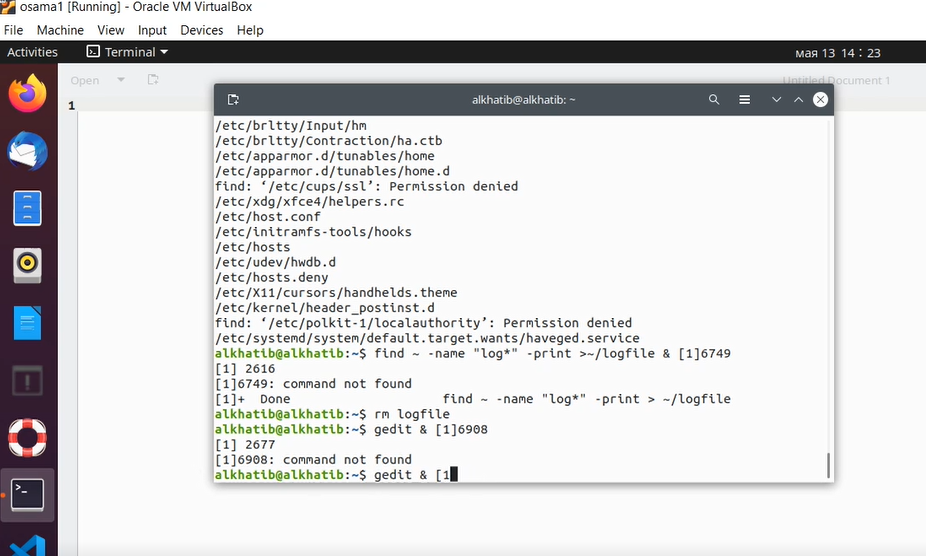 osama1 [Running] - Oracle VM VirtualBox
File Machine View Input Devices Help
Activities Terminal мая 13 14 : 23
Open Untitled Document 1
1
alkhatib@alkhatib: ~
/etc/brltty/Input/hm
/etc/brltty/Contraction/ha.ctb
/etc/apparmor.d/tunables/home
/etc/apparmor.d/tunables/home.d
find: ‘/etc/cups/ssl’: Permission denied
/etc/xdg/xfce4/helpers.rc
/etc/host.conf
/etc/initramfs-tools/hooks
/etc/hosts
/etc/udev/hwdb.d
/etc/hosts.deny
/etc/X11/cursors/handhelds.theme
/etc/kernel/header_postinst.d
find: ‘/etc/polkit-1/localauthority’: Permission denied
/etc/systemd/system/default.target.wants/haveged.service
alkhatib@alkhatib:~$ find ~ -name "log*" -print >~/logfile & [1]6749
[1] 2616
[1]6749: command not found
[1]+  Done                    find ~ -name "log*" -print > ~/logfile
alkhatib@alkhatib:~$ rm logfile
alkhatib@alkhatib:~$ gedit & [1]6908
[1] 2677
[1]6908: command not found
alkhatib@alkhatib:~$ gedit & [1